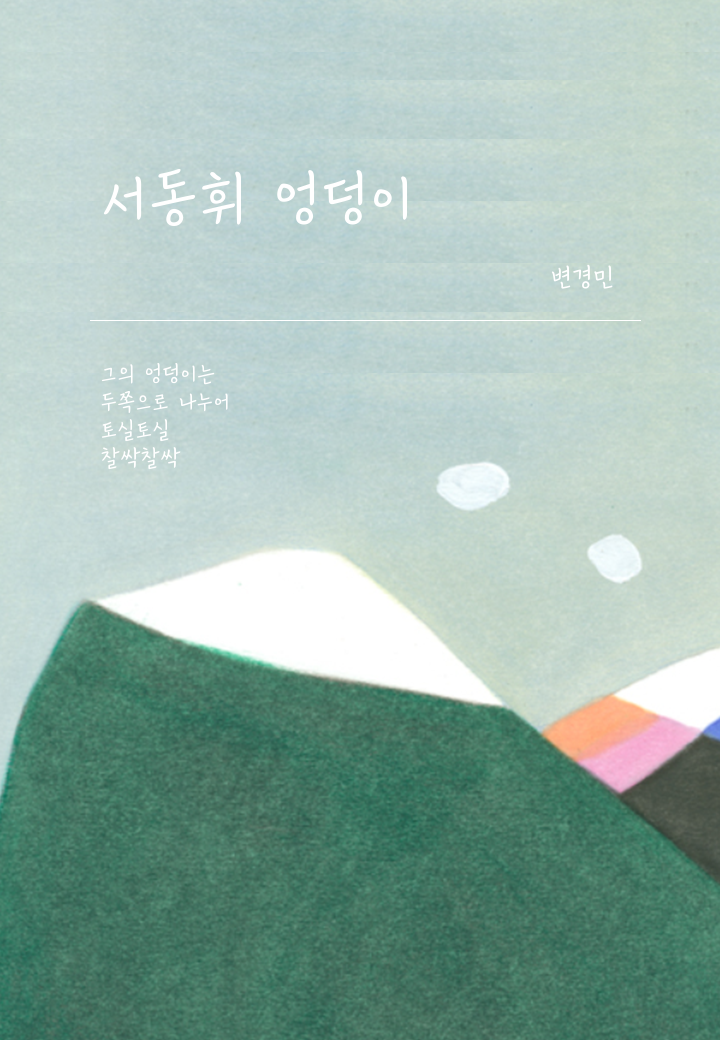 서동휘 엉덩이
변경민
그의 엉덩이는
두쪽으로 나누어
토실토실
찰싹찰싹